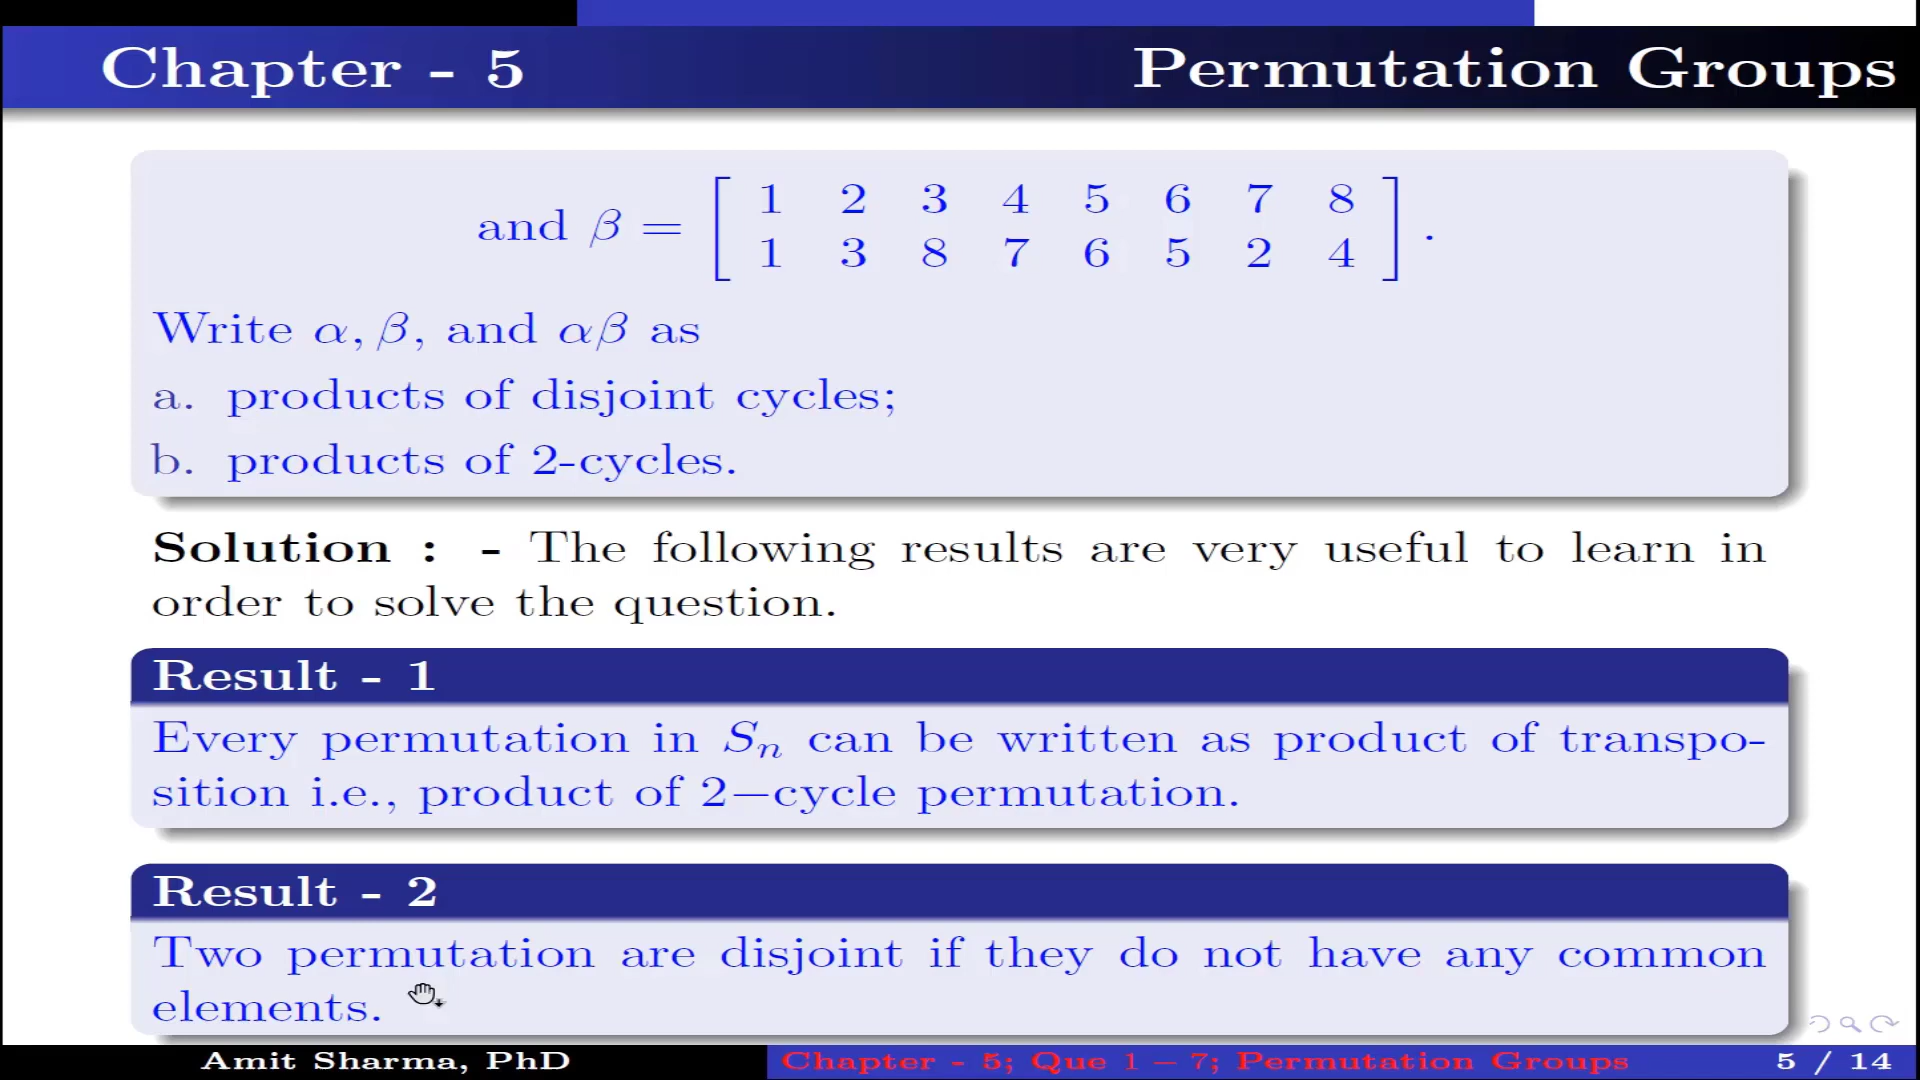 Chapter - 5 Permutation Groups
and β = [ 1 2 3 4 5 6 7 8
1 3 8 7 6 5 2 4 ] .
Write α, β, and αβ as
a. products of disjoint cycles;
b. products of 2-cycles.
Solution : - The following results are very useful to learn in
order to solve the question.
Result - 1
Every permutation in Sₙ can be written as product of transpo-
sition i.e., product of 2−cycle permutation.
Result - 2
Two permutation are disjoint if they do not have any common
elements.
Amit Sharma, PhD Chapter - 5; Que 1 − 7; Permutation Groups 5 / 14